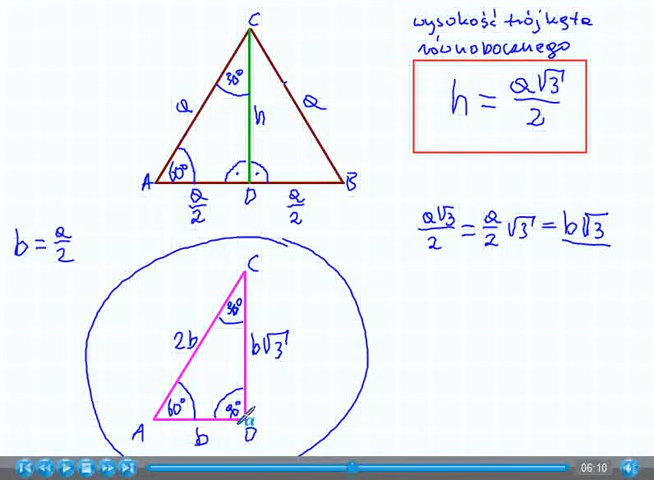 wysokość trójkąta
równobocznego
h = a√3/2
C
30°
a
h
a
60°
A
a/2
D
a/2
B
a√3/2 = a/2 √3 = b√3
b = a/2
C
30°
2b
b√3
60°
90°
A
b
D
06:10